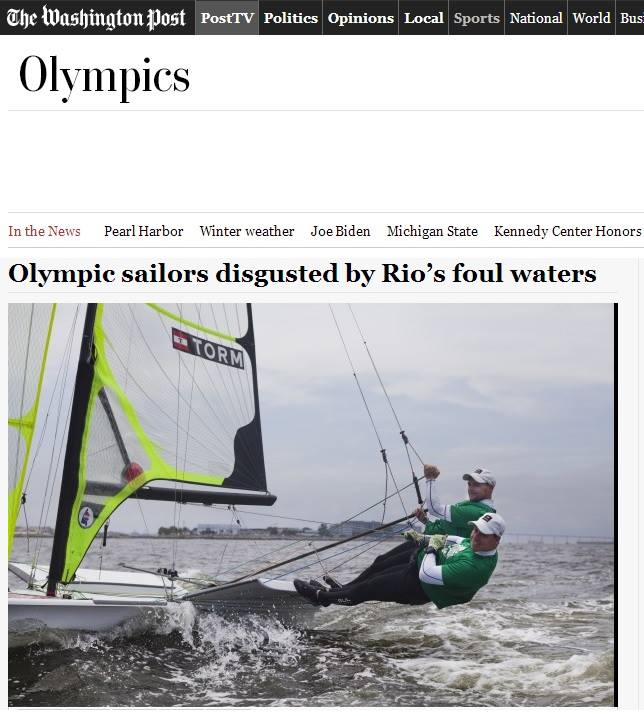 The Washington Post PostTV Politics Opinions Local Sports National World Busi
Olympics
In the News Pearl Harbor Winter weather Joe Biden Michigan State Kennedy Center Honors
Olympic sailors disgusted by Rio's foul waters
TORM